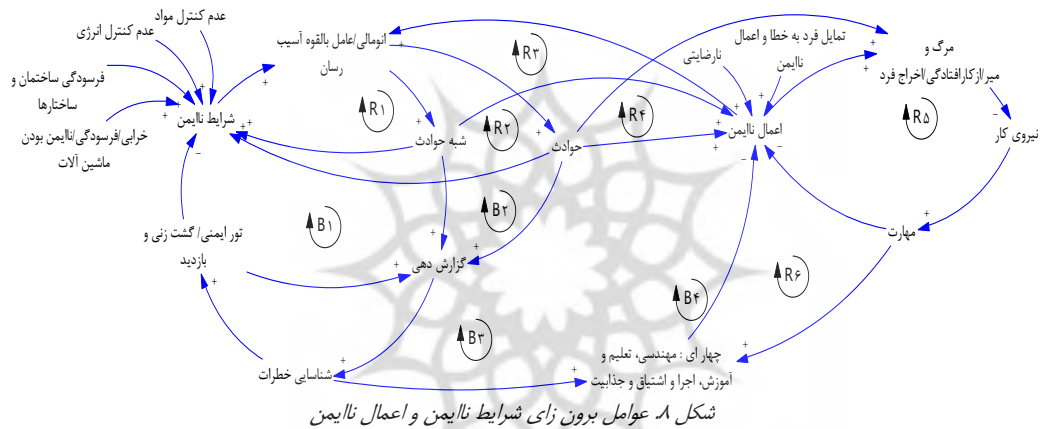 عدم کنترل مواد
عدم کنترل انرژی
فرسودگی ساختمان و
ساختارها
خرابی/فرسودگی/ناایمن بودن
ماشین آلات
شرایط ناایمن
انومالی/عامل بالقوه آسیب
رسان
R۳
نارضایتی
تمایل فرد به خطا و اعمال
ناایمن
مرگ و
میر/ازکارافتادگی/اخراج فرد
R۱
R۲
R۴
R۵
شبه حوادث
حوادث
اعمال ناایمن
نیروی کار
تور ایمنی/ گشت زنی و
بازدید
B۱
B۲
گزارش دهی
مهارت
R۶
B۴
B۳
شناسایی خطرات
چهار ای : مهندسی، تعلیم و
آموزش، اجرا و اشتیاق و جذابیت
شکل ۸. عوامل برون زای شرایط ناایمن و اعمال ناایمن